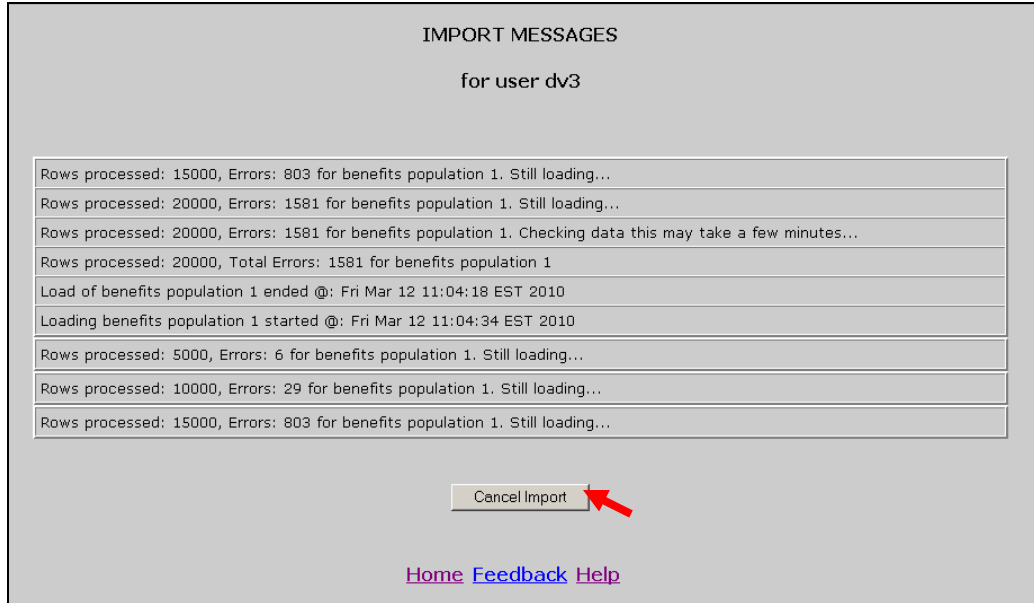 IMPORT MESSAGES
for user dv3
Rows processed: 15000, Errors: 803 for benefits population 1. Still loading...
Rows processed: 20000, Errors: 1581 for benefits population 1. Still loading...
Rows processed: 20000, Errors: 1581 for benefits population 1. Checking data this may take a few minutes...
Rows processed: 20000, Total Errors: 1581 for benefits population 1
Load of benefits population 1 ended @: Fri Mar 12 11:04:18 EST 2010
Loading benefits population 1 started @: Fri Mar 12 11:04:34 EST 2010
Rows processed: 5000, Errors: 6 for benefits population 1. Still loading...
Rows processed: 10000, Errors: 29 for benefits population 1. Still loading...
Rows processed: 15000, Errors: 803 for benefits population 1. Still loading...
Cancel Import
Home Feedback Help